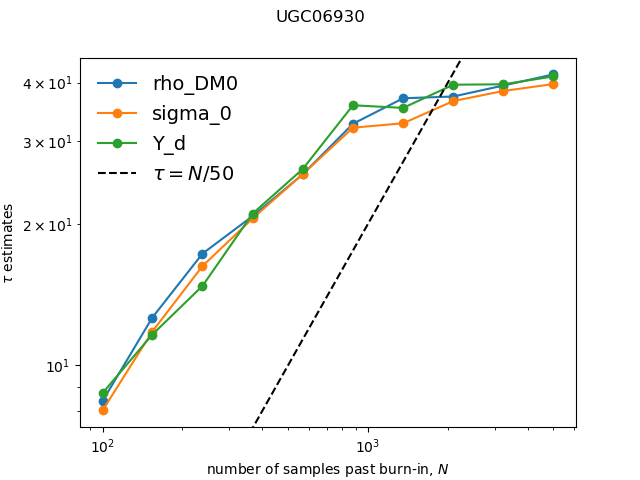 UGC06930
rho_DM0
sigma_0
Y_d
τ = N/50
4 × 10¹
3 × 10¹
2 × 10¹
10¹
τ estimates
10² 10³
number of samples past burn-in, N